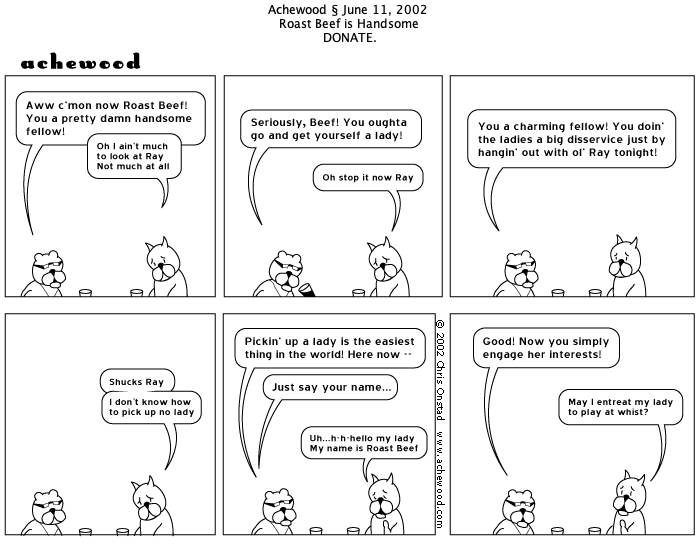 Achewood § June 11, 2002
Roast Beef is Handsome
DONATE.
achewood
Aww c'mon now Roast Beef!
You a pretty damn handsome
fellow!
Oh I ain't much
to look at Ray
Not much at all
Seriously, Beef! You oughta
go and get yourself a lady!
Oh stop it now Ray
You a charming fellow! You doin'
the ladies a big disservice just by
hangin' out with ol' Ray tonight!
Shucks Ray
I don't know how
to pick up no lady
Pickin' up a lady is the easiest
thing in the world! Here now --
Just say your name...
Uh...h-h-hello my lady
My name is Roast Beef
© 2002 Chris Onstad www.achewood.com
Good! Now you simply
engage her interests!
May I entreat my lady
to play at whist?